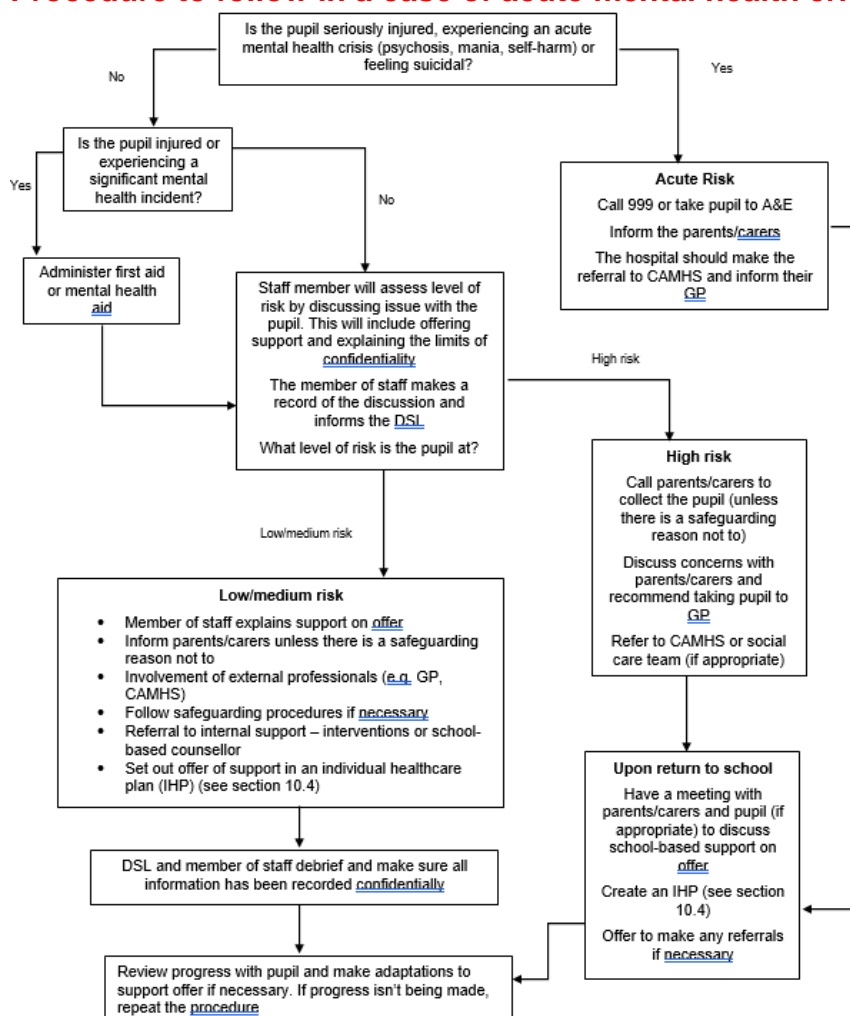 Procedure to follow in a case of acute mental health
Is the pupil seriously injured, experiencing an acute
mental health crisis (psychosis, mania, self-harm) or
feeling suicidal?
No
Yes
Is the pupil injured or
experiencing a
significant mental
health incident?
Yes
No
Acute Risk
Call 999 or take pupil to A&E
Inform the parents/carers
The hospital should make the
referral to CAMHS and inform their
GP
Administer first aid
or mental health
aid
Staff member will assess level of
risk by discussing issue with the
pupil. This will include offering
support and explaining the limits of
confidentiality
The member of staff makes a
record of the discussion and
informs the DSL
What level of risk is the pupil at?
High risk
High risk
Call parents/carers to
collect the pupil (unless
there is a safeguarding
reason not to)
Discuss concerns with
parents/carers and
recommend taking pupil to
GP
Refer to CAMHS or social
care team (if appropriate)
Low/medium risk
Low/medium risk
• Member of staff explains support on offer
• Inform parents/carers unless there is a safeguarding
reason not to
• Involvement of external professionals (e.g. GP,
CAMHS)
• Follow safeguarding procedures if necessary
• Referral to internal support – interventions or school-
based counsellor
• Set out offer of support in an individual healthcare
plan (IHP) (see section 10.4)
Upon return to school
Have a meeting with
parents/carers and pupil (if
appropriate) to discuss
school-based support on
offer
Create an IHP (see section
10.4)
Offer to make any referrals
if necessary
DSL and member of staff debrief and make sure all
information has been recorded confidentially
Review progress with pupil and make adaptations to
support offer if necessary. If progress isn't being made,
repeat the procedure